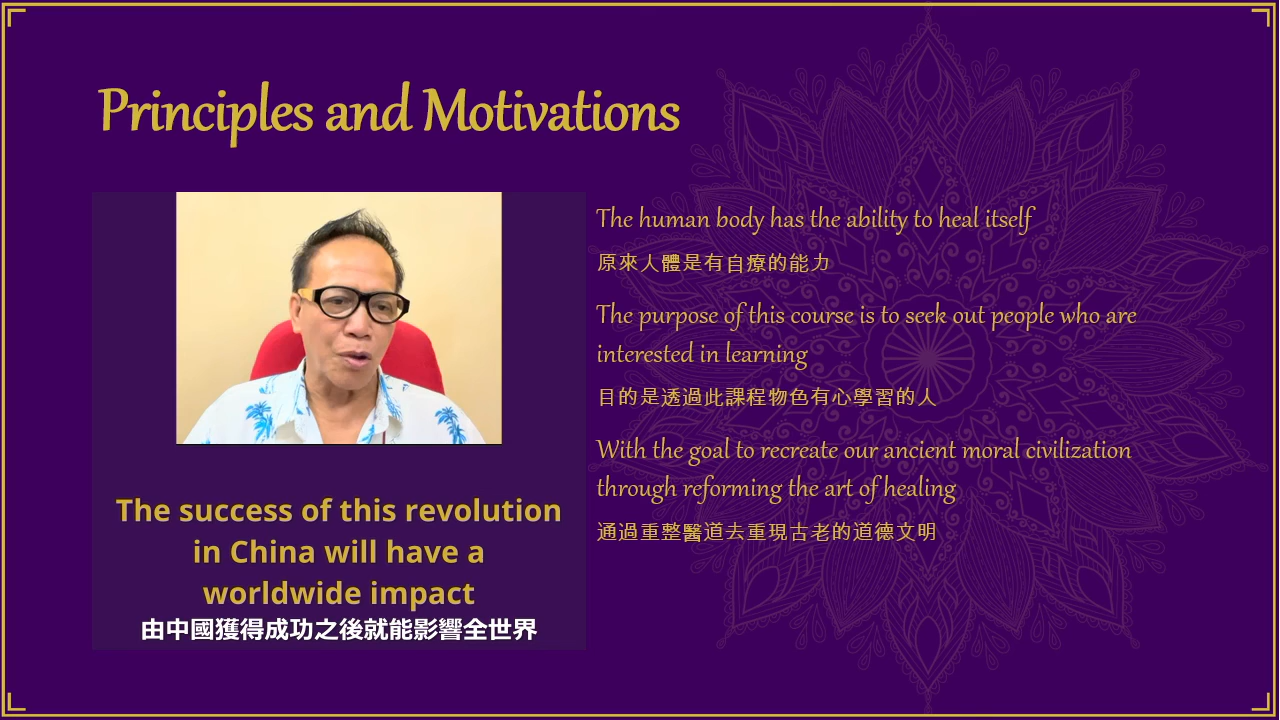 Principles and Motivations
The human body has the ability to heal itself
原來人體是有自療的能力
The purpose of this course is to seek out people who are
interested in learning
目的是透過此課程物色有心學習的人
With the goal to recreate our ancient moral civilization
through reforming the art of healing
通過重整醫道去重現古老的道德文明
The success of this revolution
in China will have a
worldwide impact
由中國獲得成功之後就能影響全世界